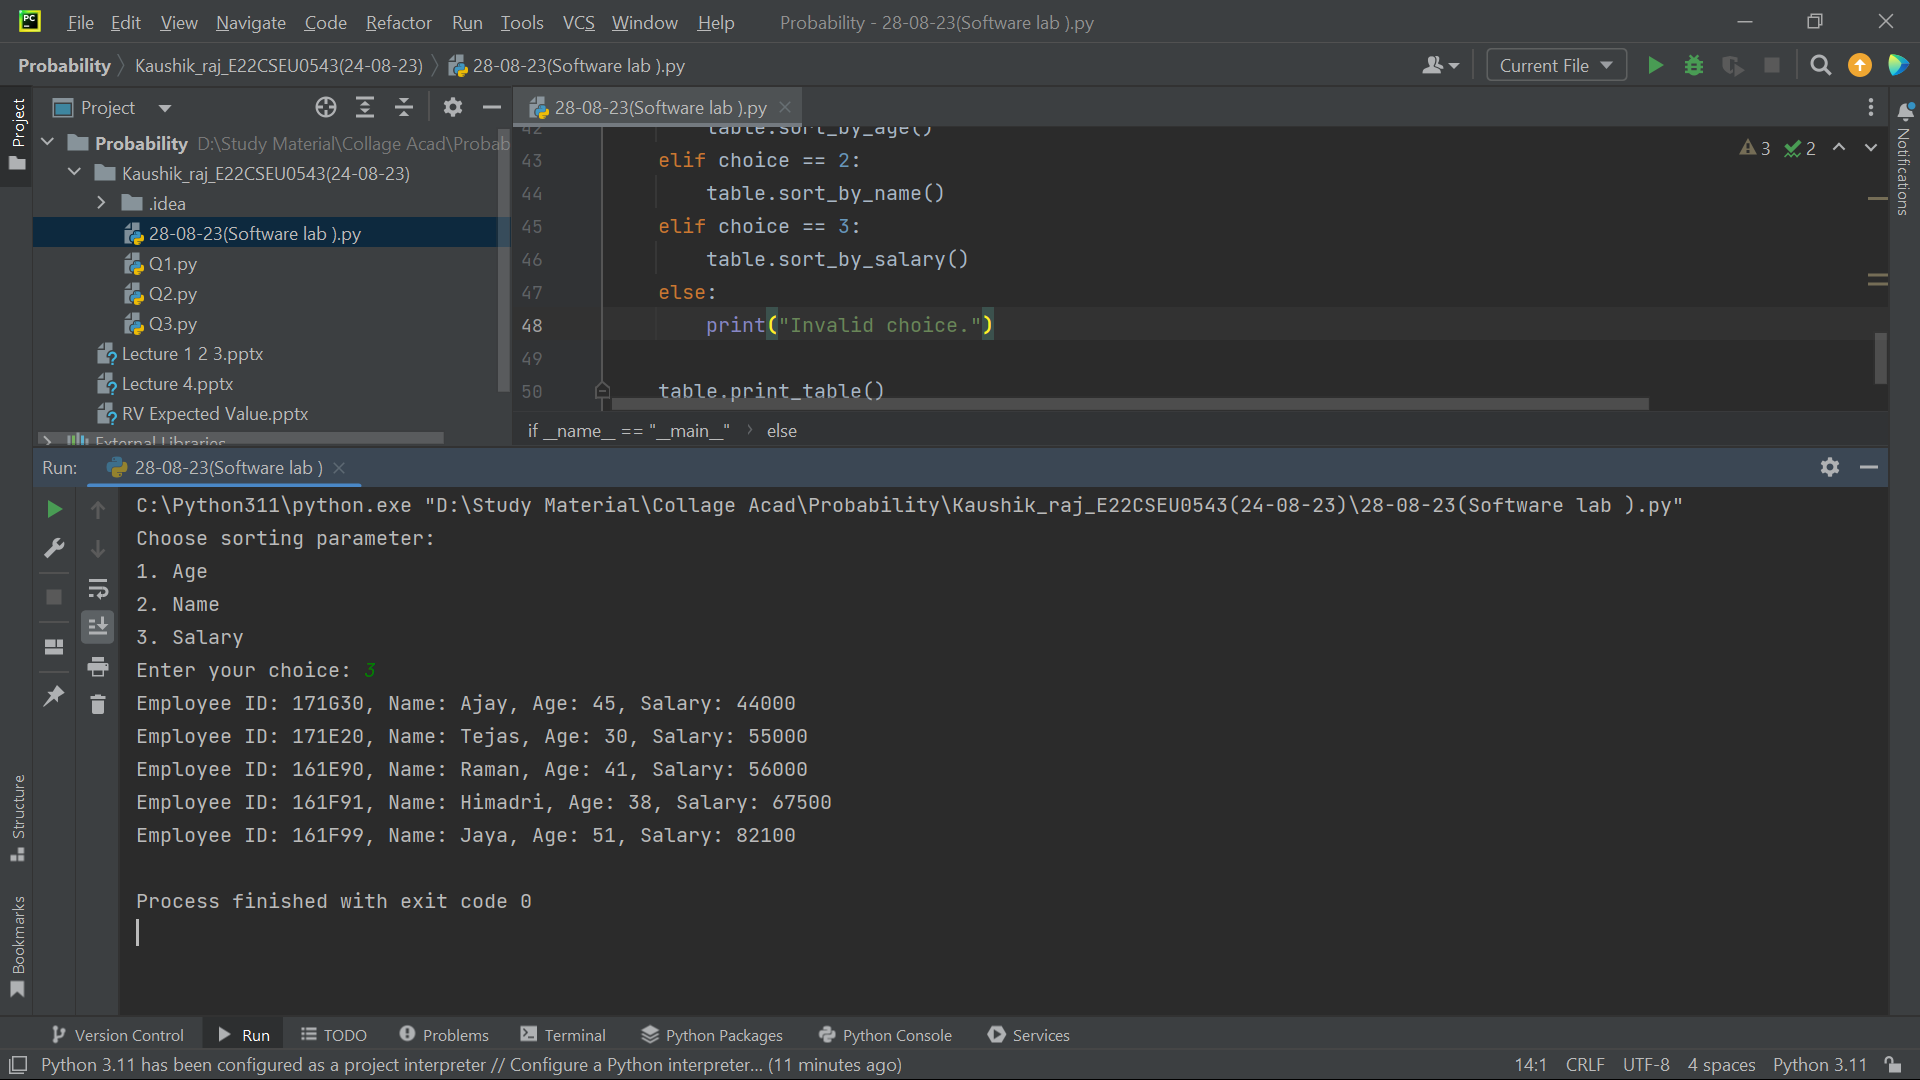 PC File Edit View Navigate Code Refactor Run Tools VCS Window Help Probability - 28-08-23(Software lab ).py
Probability Kaushik_raj_E22CSEU0543(24-08-23) 28-08-23(Software lab ).py Current File
Project
Project
28-08-23(Software lab ).py
Notifications
Probability D:\Study Material\Collage Acad\Probab
Kaushik_raj_E22CSEU0543(24-08-23)
.idea
28-08-23(Software lab ).py
Q1.py
Q2.py
Q3.py
Lecture 1 2 3.pptx
Lecture 4.pptx
RV Expected Value.pptx
External Libraries
3 2
42 table.sort_by_age()
43 elif choice == 2:
44 table.sort_by_name()
45 elif choice == 3:
46 table.sort_by_salary()
47 else:
48 print("Invalid choice.")
49
50 table.print_table()
if __name__ == "__main__" else
Run: 28-08-23(Software lab )
C:\Python311\python.exe "D:\Study Material\Collage Acad\Probability\Kaushik_raj_E22CSEU0543(24-08-23)\28-08-23(Software lab ).py"
Choose sorting parameter:
1. Age
2. Name
3. Salary
Enter your choice: 3
Employee ID: 171G30, Name: Ajay, Age: 45, Salary: 44000
Employee ID: 171E20, Name: Tejas, Age: 30, Salary: 55000
Employee ID: 161E90, Name: Raman, Age: 41, Salary: 56000
Employee ID: 161F91, Name: Himadri, Age: 38, Salary: 67500
Employee ID: 161F99, Name: Jaya, Age: 51, Salary: 82100
Process finished with exit code 0
Structure
Bookmarks
Version Control Run TODO Problems Terminal Python Packages Python Console Services
Python 3.11 has been configured as a project interpreter // Configure a Python interpreter... (11 minutes ago) 14:1 CRLF UTF-8 4 spaces Python 3.11